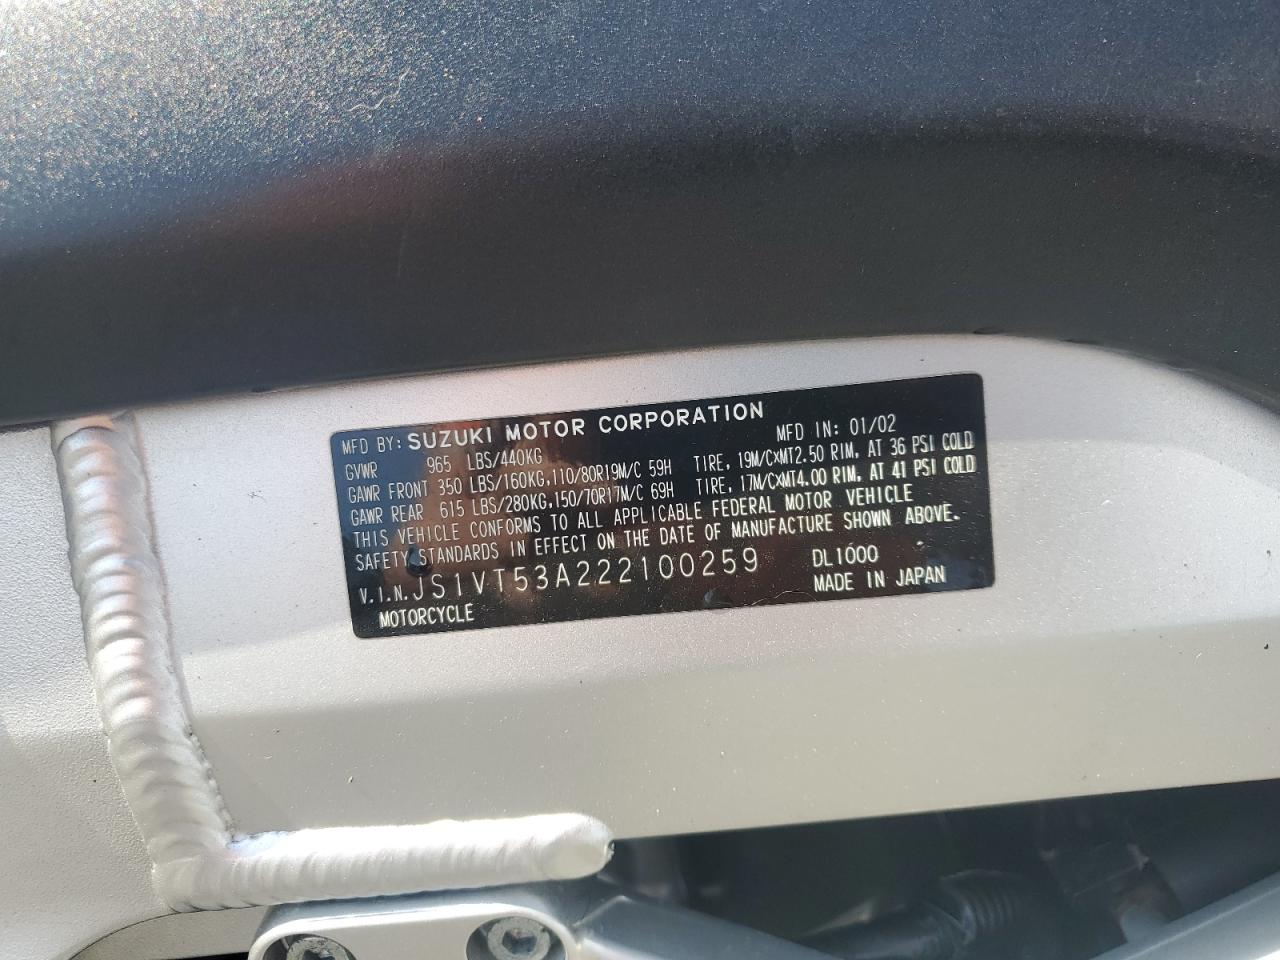 MFD BY: SUZUKI MOTOR CORPORATION MFD IN: 01/02
GVWR 965 LBS/440KG
GAWR FRONT 350 LBS/160KG,110/80R19M/C 59H TIRE, 19M/CXMT2.50 RIM, AT 36 PSI COLD
GAWR REAR 615 LBS/280KG,150/70R17M/C 69H TIRE, 17M/CXMT4.00 RIM, AT 41 PSI COLD
THIS VEHICLE CONFORMS TO ALL APPLICABLE FEDERAL MOTOR VEHICLE
SAFETY STANDARDS IN EFFECT ON THE DATE OF MANUFACTURE SHOWN ABOVE.
V.I.N.JS1VT53A222100259 DL1000
MOTORCYCLE MADE IN JAPAN